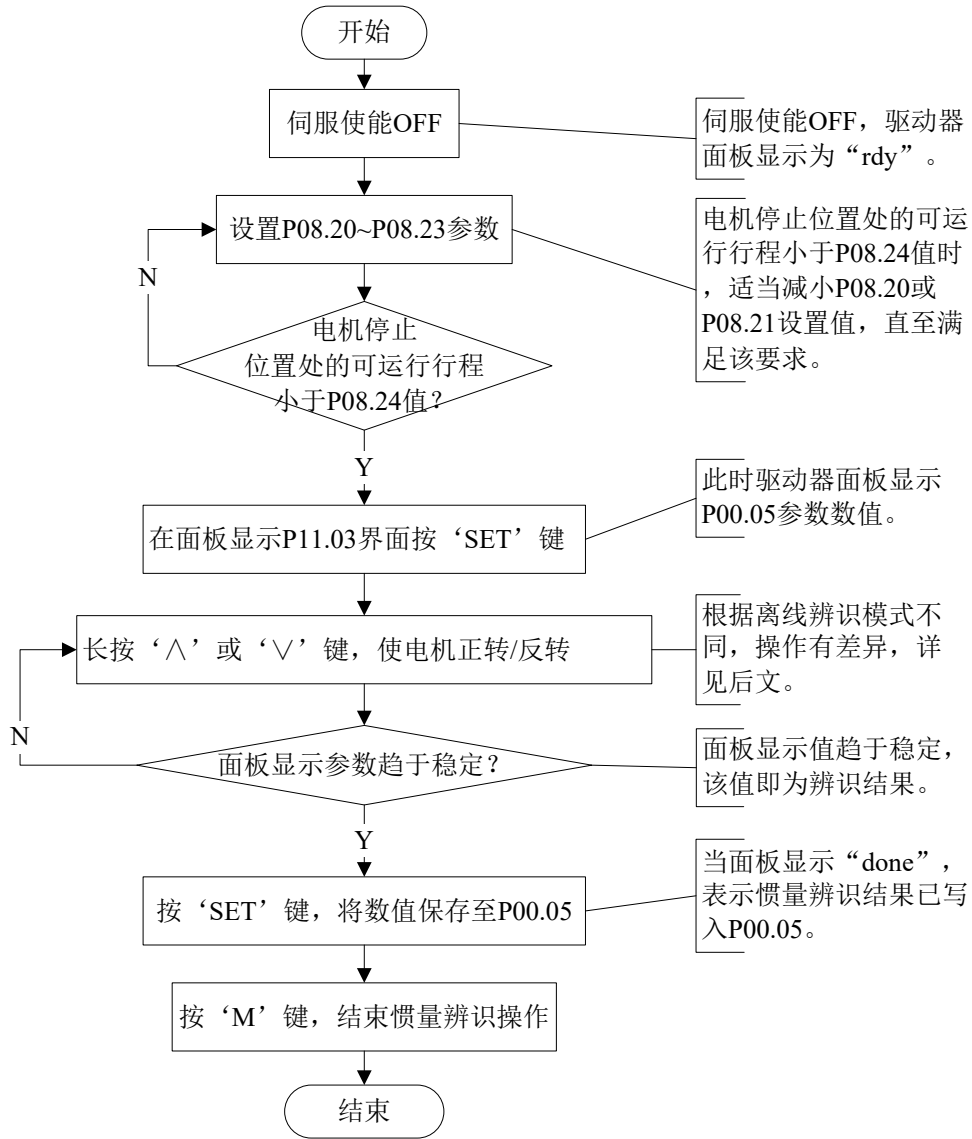 开始
伺服使能OFF
伺服使能OFF，驱动器
面板显示为“rdy”。
设置P08.20~P08.23参数
电机停止位置处的可运
行行程小于P08.24值时
，适当减小P08.20或
P08.21设置值，直至满
足该要求。
N
电机停止
位置处的可运行行程
小于P08.24值？
Y
在面板显示P11.03界面按‘SET’键
此时驱动器面板显示
P00.05参数数值。
长按‘∧’或‘∨’键，使电机正转/反转
根据离线辨识模式不
同，操作有差异，详
见后文。
N
面板显示参数趋于稳定？
面板显示值趋于稳定，
该值即为辨识结果。
Y
按‘SET’键，将数值保存至P00.05
当面板显示“done”，
表示惯量辨识结果已写
入P00.05。
按‘M’键，结束惯量辨识操作
结束